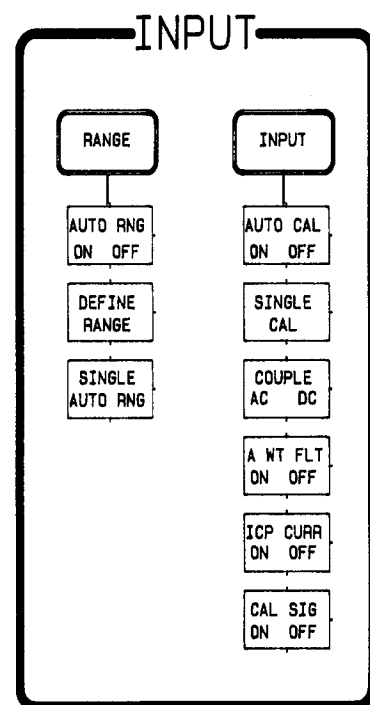 INPUT
RANGE
AUTO RNG
ON OFF
DEFINE
RANGE
SINGLE
AUTO RNG
INPUT
AUTO CAL
ON OFF
SINGLE
CAL
COUPLE
AC DC
A WT FLT
ON OFF
ICP CURR
ON OFF
CAL SIG
ON OFF